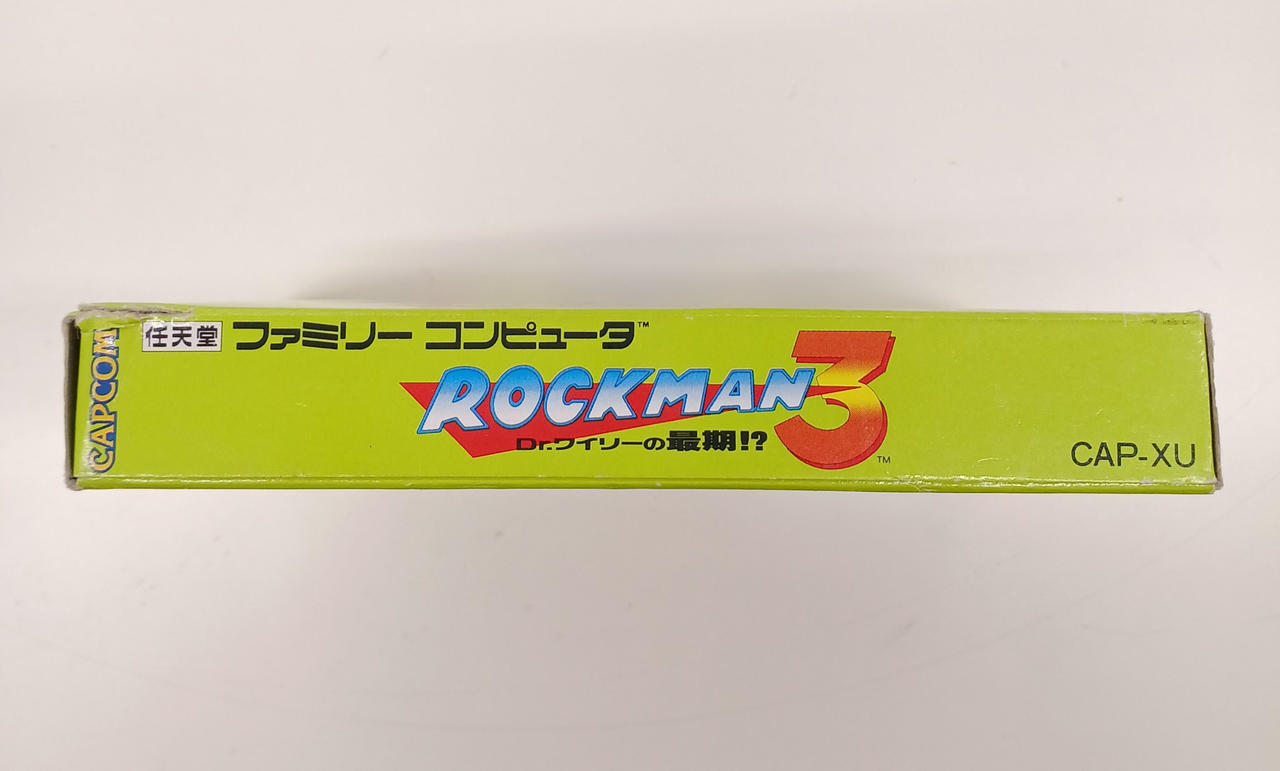 CAPCOM
任天堂 ファミリー コンピュータ™
ROCKMAN 3
Dr.ワイリーの最期!?
TM
CAP-XU